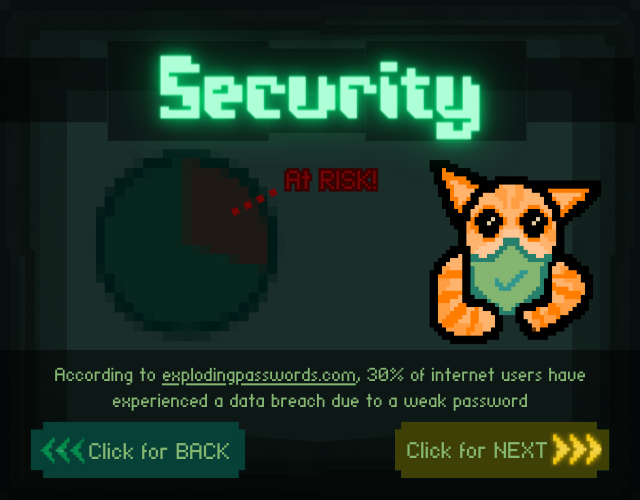 Security
At RISK!
According to explodingpasswords.com, 30% of internet users have
experienced a data breach due to a weak password
Click for BACK
Click for NEXT